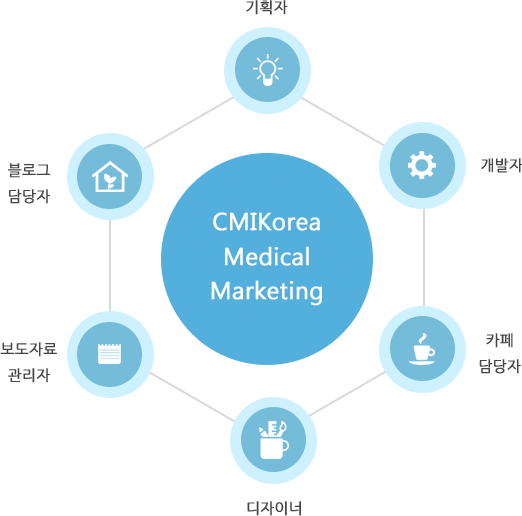 기획자
블로그
담당자
개발자
CMIKorea
Medical
Marketing
보도자료
관리자
카페
담당자
디자이너